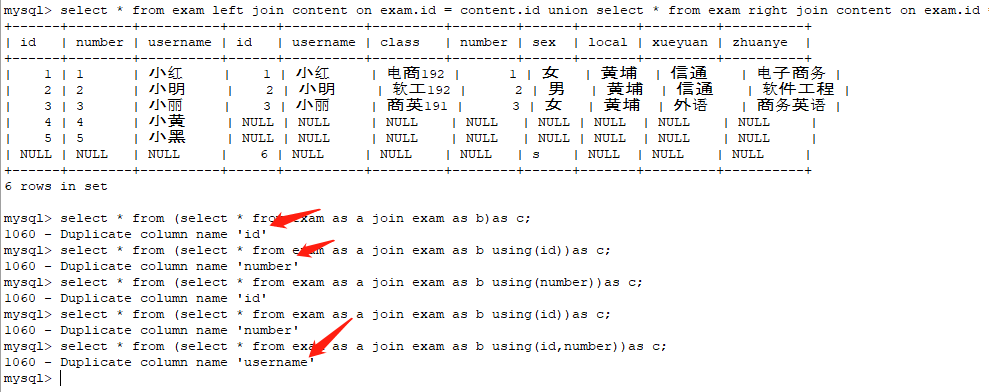 mysql> select * from exam left join content on exam.id = content.id union select * from exam right join content on exam.id =
+------+--------+----------+------+----------+----------+--------+------+-------+---------+----------+
| id | number | username | id | username | class | number | sex | local | xueyuan | zhuanye |
+------+--------+----------+------+----------+----------+--------+------+-------+---------+----------+
| 1 | 1 | 小红 | 1 | 小红 | 电商192 | 1 | 女 | 黄埔 | 信通 | 电子商务 |
| 2 | 2 | 小明 | 2 | 小明 | 软工192 | 2 | 男 | 黄埔 | 信通 | 软件工程 |
| 3 | 3 | 小丽 | 3 | 小丽 | 商英191 | 3 | 女 | 黄埔 | 外语 | 商务英语 |
| 4 | 4 | 小黄 | NULL | NULL | NULL | NULL | NULL | NULL | NULL | NULL |
| 5 | 5 | 小黑 | NULL | NULL | NULL | NULL | NULL | NULL | NULL | NULL |
| NULL | NULL | NULL | 6 | NULL | NULL | NULL | s | NULL | NULL | NULL |
+------+--------+----------+------+----------+----------+--------+------+-------+---------+----------+
6 rows in set
mysql> select * from (select * from exam as a join exam as b)as c;
1060 - Duplicate column name 'id'
mysql> select * from (select * from exam as a join exam as b using(id))as c;
1060 - Duplicate column name 'number'
mysql> select * from (select * from exam as a join exam as b using(number))as c;
1060 - Duplicate column name 'id'
mysql> select * from (select * from exam as a join exam as b using(id))as c;
1060 - Duplicate column name 'number'
mysql> select * from (select * from exam as a join exam as b using(id,number))as c;
1060 - Duplicate column name 'username'
mysql>